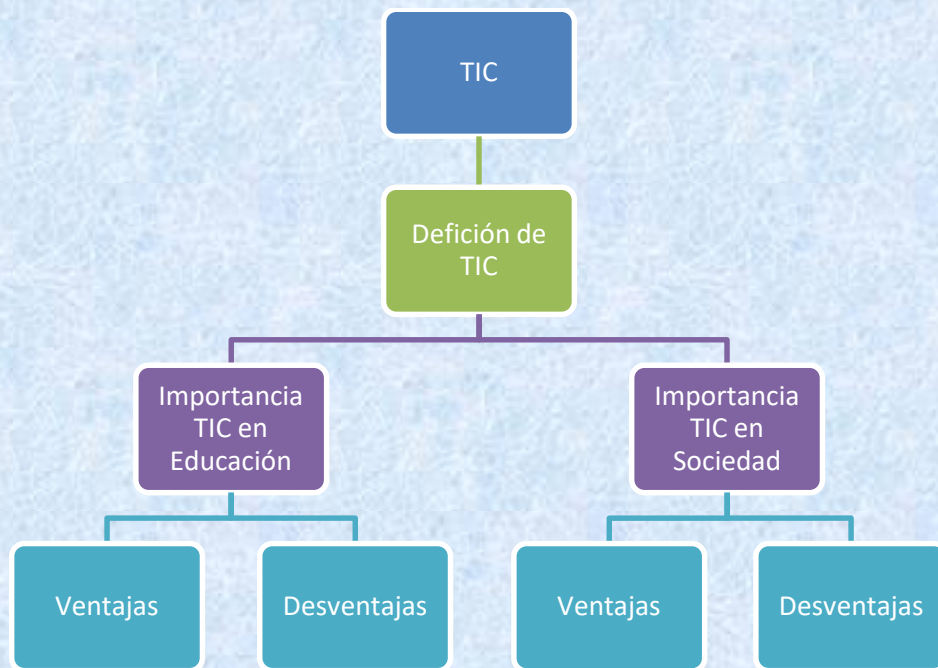 TIC
Defición de
TIC
Importancia
TIC en
Educación
Importancia
TIC en
Sociedad
Ventajas
Desventajas
Ventajas
Desventajas